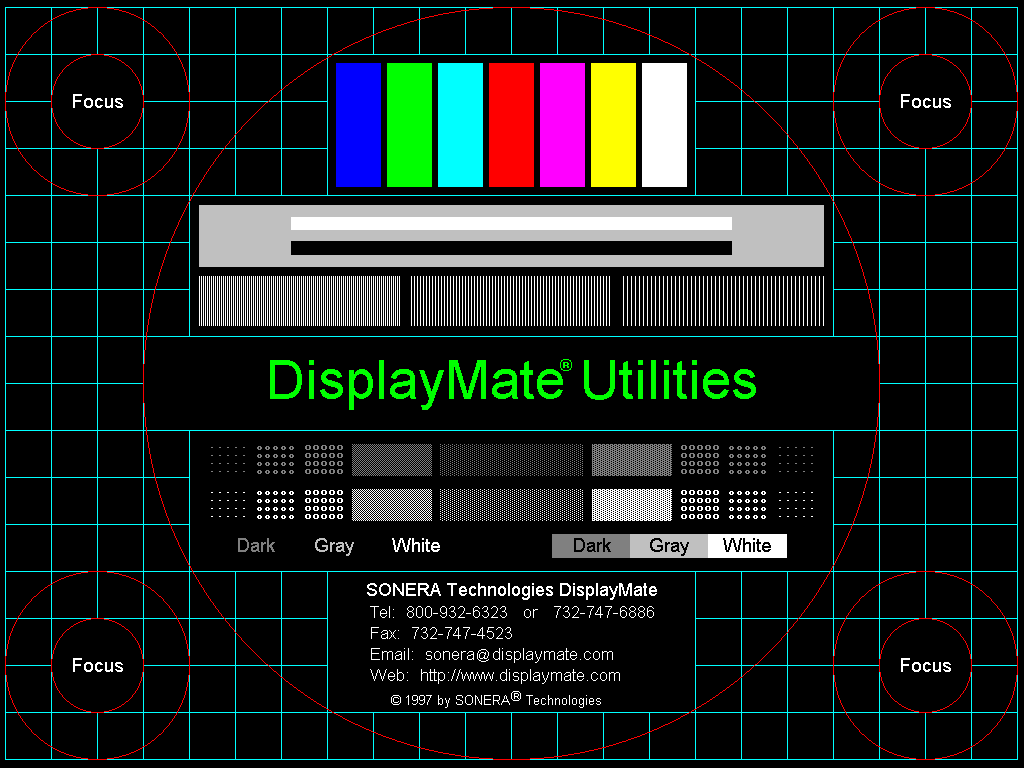 Focus Focus
DisplayMate® Utilities
Dark Gray White Dark Gray White
SONERA Technologies DisplayMate
Tel: 800-932-6323 or 732-747-6886
Fax: 732-747-4523
Email: sonera@displaymate.com
Web: http://www.displaymate.com
Focus Focus
© 1997 by SONERA® Technologies